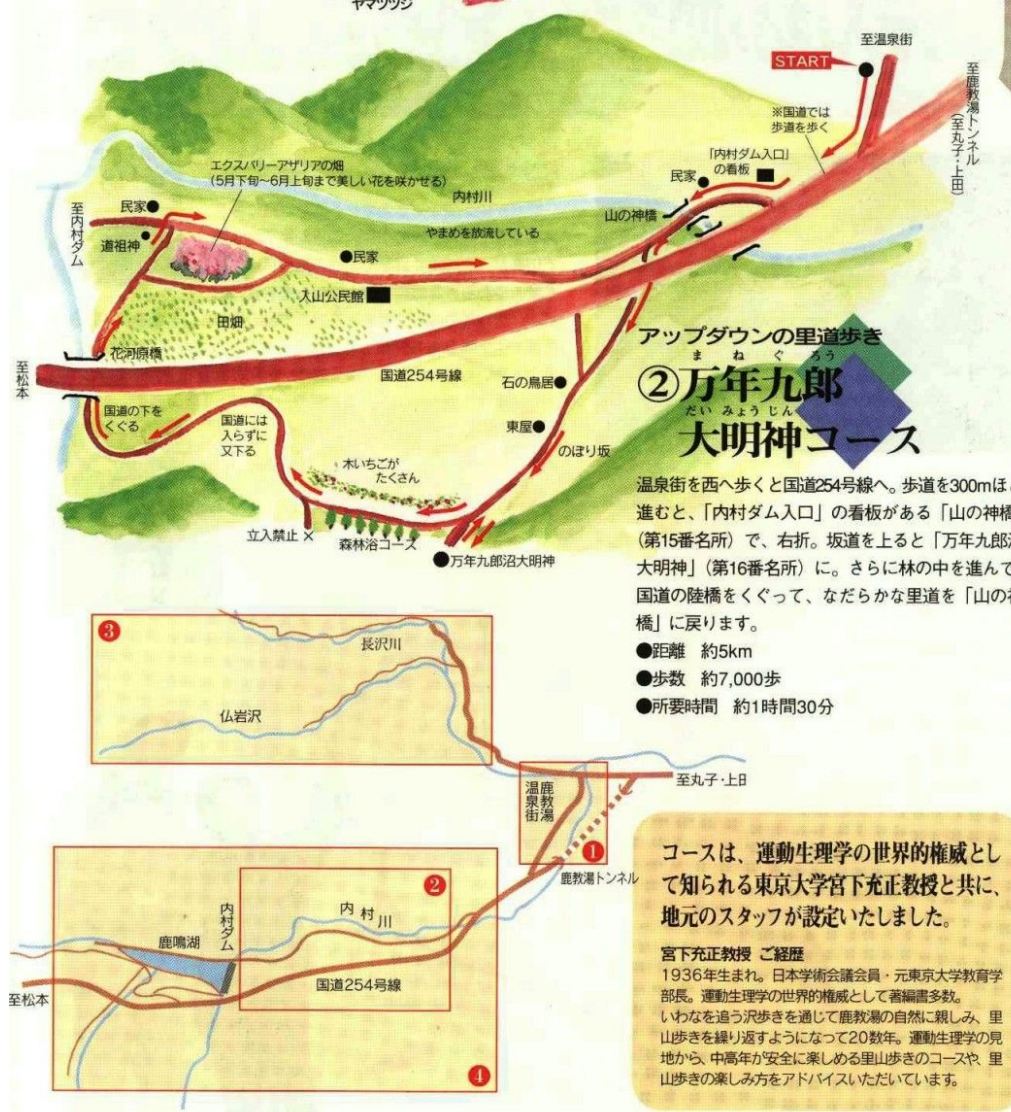 ヤマツツジ
至温泉街
START
至鹿教湯トンネル
(至丸子・上田)
※国道では
歩道を歩く
エクスバリーアザリアの畑
(5月下旬〜6月上旬まで美しい花を咲かせる)
「内村ダム入口」
の看板
民家
内村川
山の神橋
民家
至内村ダム
道祖神
やまめを放流している
●民家
入山公民館
田畑
花河原橋
至松本
国道254号線
石の鳥居●
東屋●
のぼり坂
国道の下を
くぐる
国道には
入らずに
又下る
木いちごが
たくさん
立入禁止×
森林浴コース
●万年九郎沼大明神
アップダウンの里道歩き
まねぐろう
②万年九郎
だいみょうじん
大明神コース
温泉街を西へ歩くと国道254号線へ。歩道を300mほ
進むと、「内村ダム入口」の看板がある「山の神橋
(第15番名所)で、右折。坂道を上ると「万年九郎沼
大明神」(第16番名所)に。さらに林の中を進んで
国道の陸橋をくぐって、なだらかな里道を「山の神
橋」に戻ります。
●距離 約5km
●歩数 約7,000歩
●所要時間 約1時間30分
③
長沢川
仏岩沢
至丸子・上田
鹿教湯
温泉街
①
鹿教湯トンネル
②
内村川
内村ダム
鹿鳴湖
国道254号線
至松本
④
コースは、運動生理学の世界的権威とし
て知られる東京大学宮下充正教授と共に、
地元のスタッフが設定いたしました。
宮下充正教授 ご経歴
1936年生まれ。日本学術会議会員・元東京大学教育学
部長。運動生理学の世界的権威として著編書多数。
いわなを追う沢歩きを通じて鹿教湯の自然に親しみ、里
山歩きを繰り返すようになって20数年。運動生理学の見
地から、中高年が安全に楽しめる里山歩きのコースや、里
山歩きの楽しみ方をアドバイスいただいています。